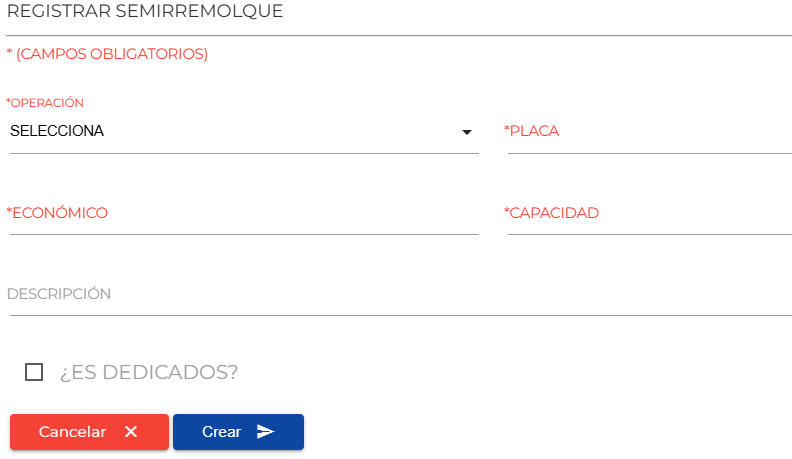 REGISTRAR SEMIRREMOLQUE
* (CAMPOS OBLIGATORIOS)
*OPERACIÓN
SELECCIONA
*PLACA
*ECONÓMICO
*CAPACIDAD
DESCRIPCIÓN
¿ES DEDICADOS?
Cancelar
Crear